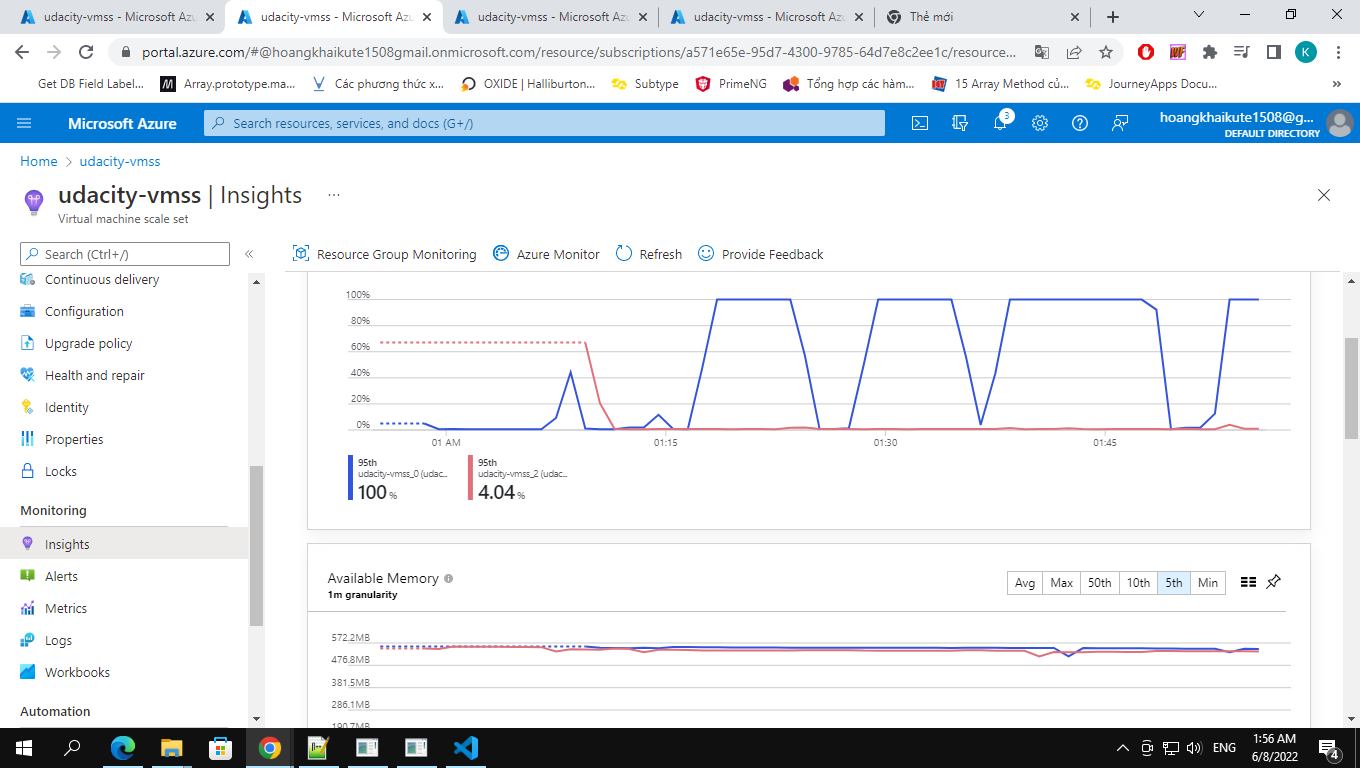 udacity-vmss - Microsoft Azu
udacity-vmss - Microsoft Azu
udacity-vmss - Microsoft Azu
udacity-vmss - Microsoft Azu
Thẻ mới
portal.azure.com/#@hoangkhaikute1508gmail.onmicrosoft.com/resource/subscriptions/a571e65e-95d7-4300-9785-64d7e8c2ee1c/resource...
K
Get DB Field Label...
Array.prototype.ma...
Các phương thức x...
OXIDE | Halliburton...
Subtype
PrimeNG
Tổng hợp các hàm...
15 Array Method củ...
JourneyApps Docu...
»
Microsoft Azure
Search resources, services, and docs (G+/)
3
hoangkhaikute1508@g...
DEFAULT DIRECTORY
Home > udacity-vmss
udacity-vmss | Insights
...
Virtual machine scale set
Search (Ctrl+/)
«
Resource Group Monitoring
Azure Monitor
Refresh
Provide Feedback
Continuous delivery
Configuration
Upgrade policy
Health and repair
Identity
Properties
Locks
Monitoring
Insights
Alerts
Metrics
Logs
Workbooks
Automation
100%
80%
60%
40%
20%
0%
01 AM
01:15
01:30
01:45
95th
udacity-vmss_0 (udac...
100 %
95th
udacity-vmss_2 (udac...
4.04 %
Available Memory
1m granularity
Avg
Max
50th
10th
5th
Min
572.2MB
476.8MB
381.5MB
286.1MB
190.7MB
ENG
1:56 AM
6/8/2022
4